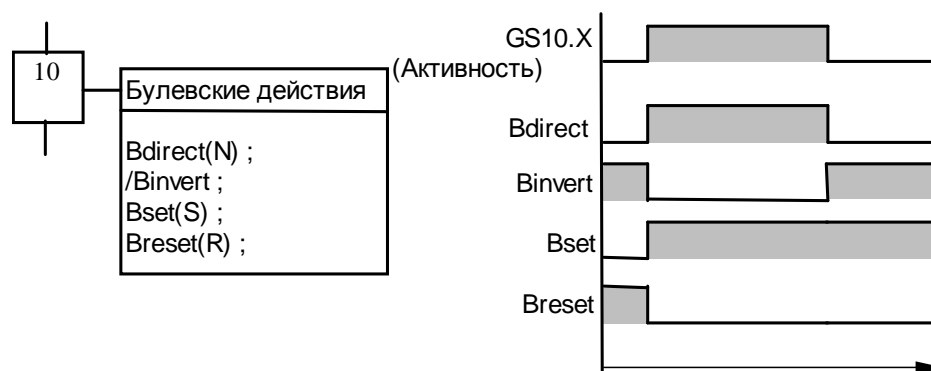 10
Булевские действия
Bdirect(N) ;
/Binvert ;
Bset(S) ;
Breset(R) ;
GS10.X
(Активность)
Bdirect
Binvert
Bset
Breset